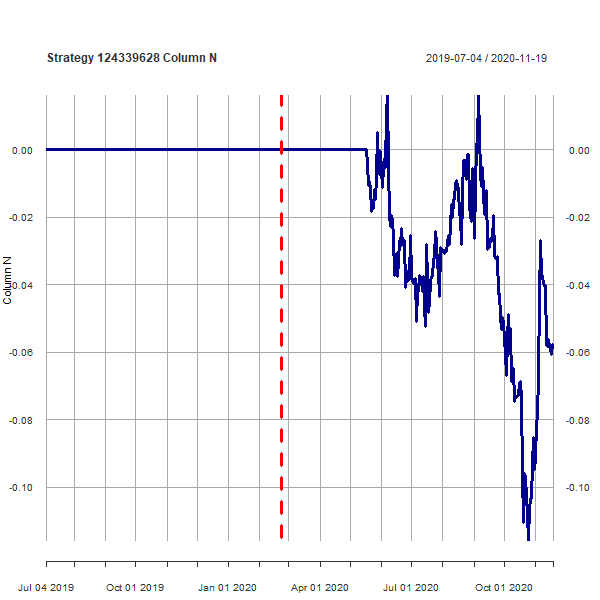 Strategy 124339628 Column N
2019-07-04 / 2020-11-19
0.00
0.00
-0.02
-0.02
-0.04
-0.04
Column N
-0.06
-0.06
-0.08
-0.08
-0.10
-0.10
Jul 04 2019
Oct 01 2019
Jan 01 2020
Apr 01 2020
Jul 01 2020
Oct 01 2020